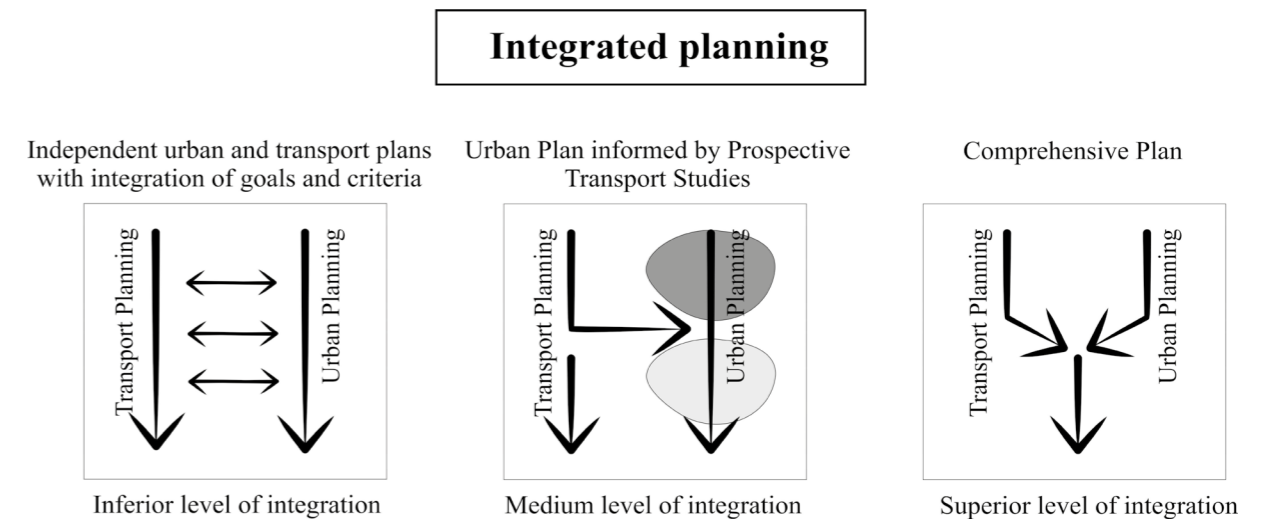 Integrated planning
Independent urban and transport plans
with integration of goals and criteria
Urban Plan informed by Prospective
Transport Studies
Comprehensive Plan
Transport Planning
Urban Planning
Transport Planning
Urban Planning
Transport Planning
Urban Planning
Inferior level of integration
Medium level of integration
Superior level of integration